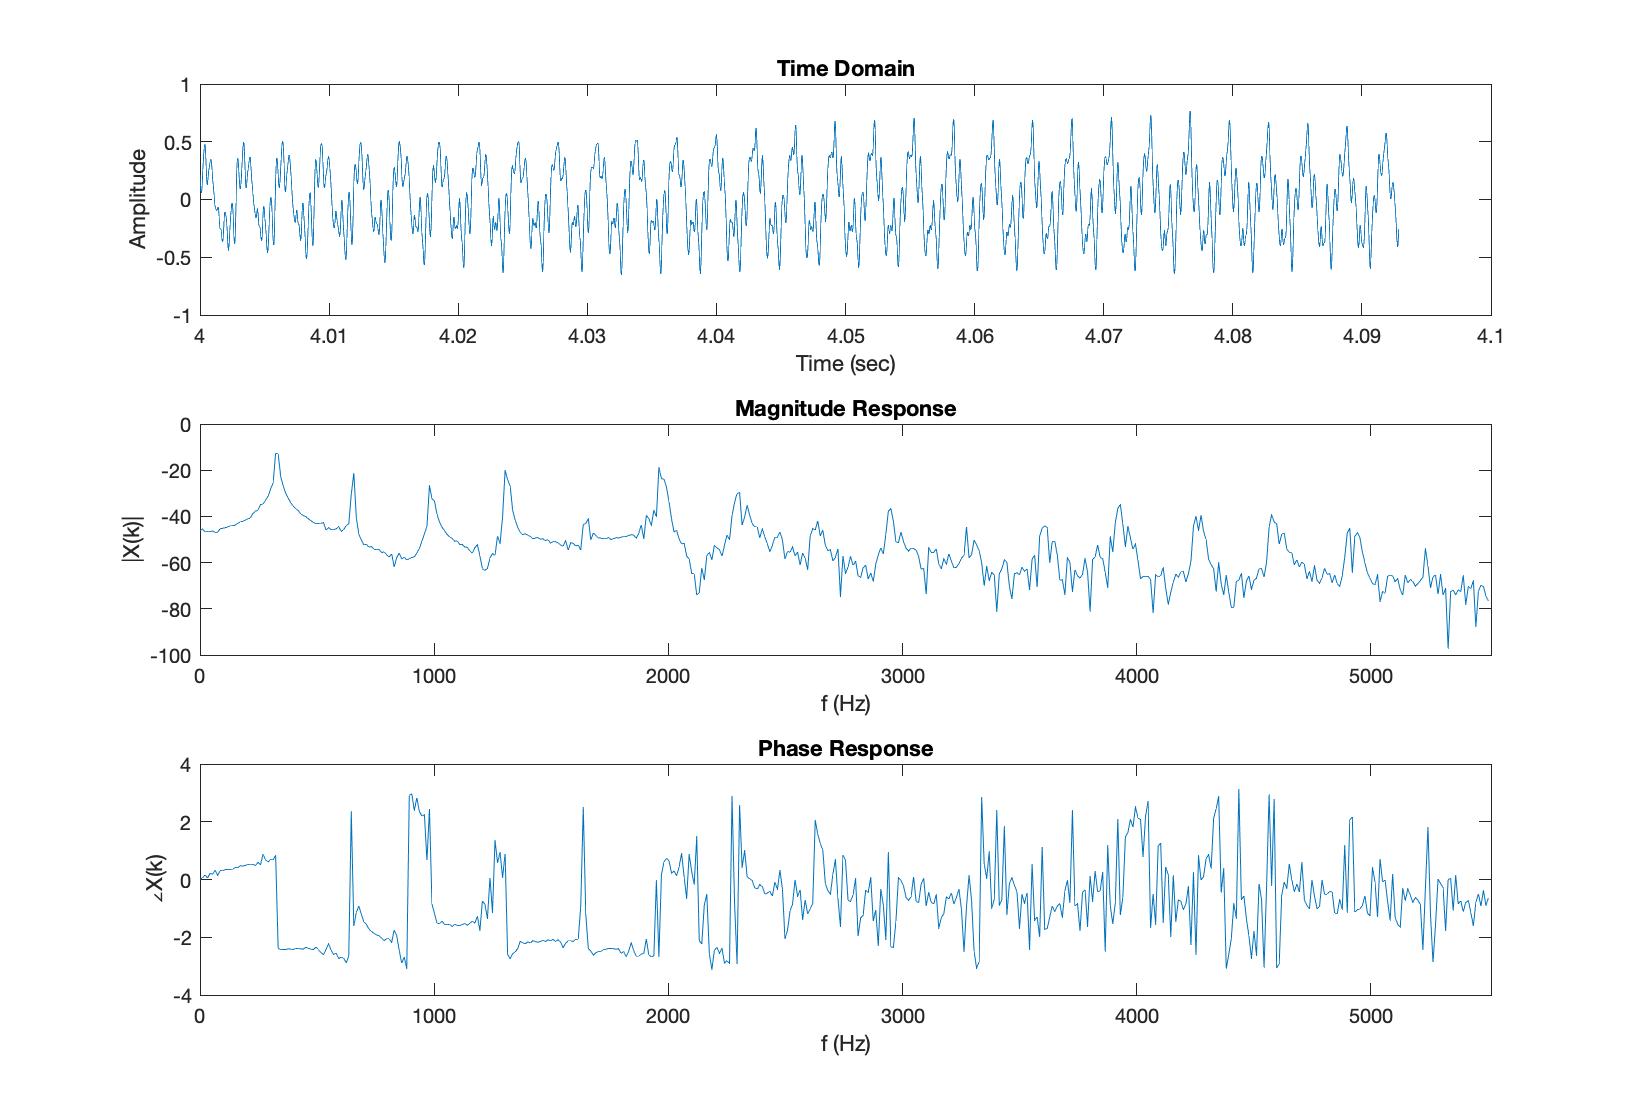 Time Domain
1
0.5
0
-0.5
-1
Amplitude
4 4.01 4.02 4.03 4.04 4.05 4.06 4.07 4.08 4.09 4.1
Time (sec)
Magnitude Response
0
-20
-40
-60
-80
-100
|X(k)|
0 1000 2000 3000 4000 5000
f (Hz)
Phase Response
4
2
0
-2
-4
∠X(k)
0 1000 2000 3000 4000 5000
f (Hz)